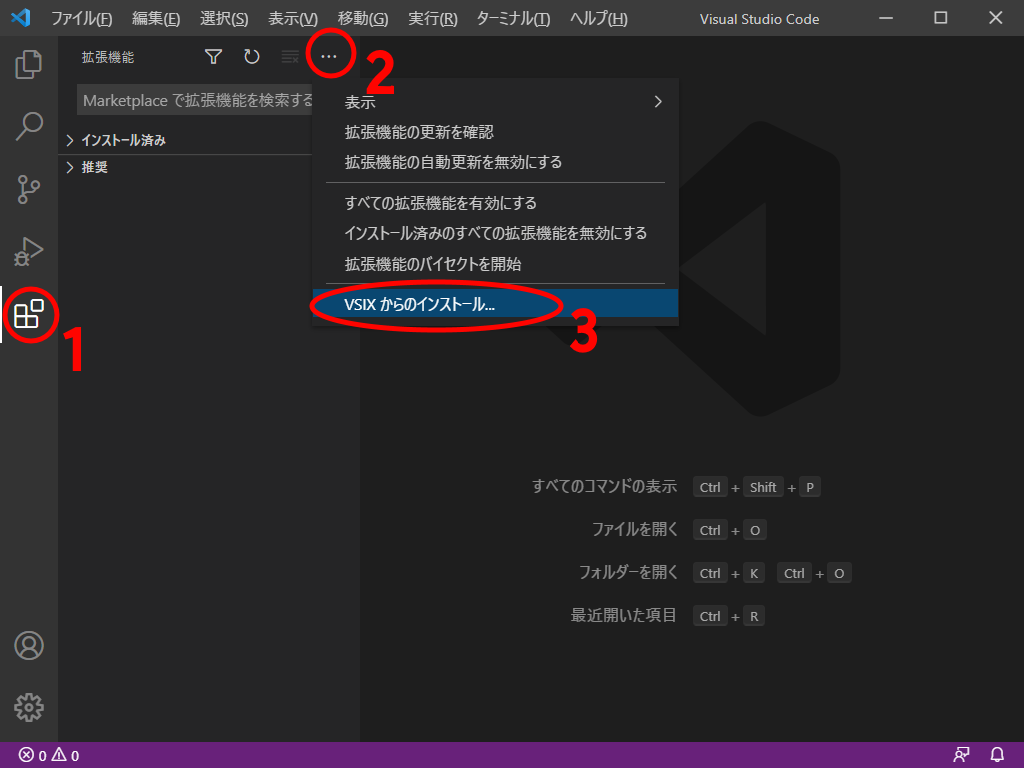 ファイル(F) 編集(E) 選択(S) 表示(V) 移動(G) 実行(R) ターミナル(T) ヘルプ(H) Visual Studio Code
拡張機能 2
Marketplace で拡張機能を検索する
インストール済み
推奨
表示
拡張機能の更新を確認
拡張機能の自動更新を無効にする
すべての拡張機能を有効にする
インストール済みのすべての拡張機能を無効にする
拡張機能のバイセクトを開始
VSIX からのインストール...
3
1
すべてのコマンドの表示 Ctrl + Shift + P
ファイルを開く Ctrl + O
フォルダーを開く Ctrl + K Ctrl + O
最近開いた項目 Ctrl + R
0 0